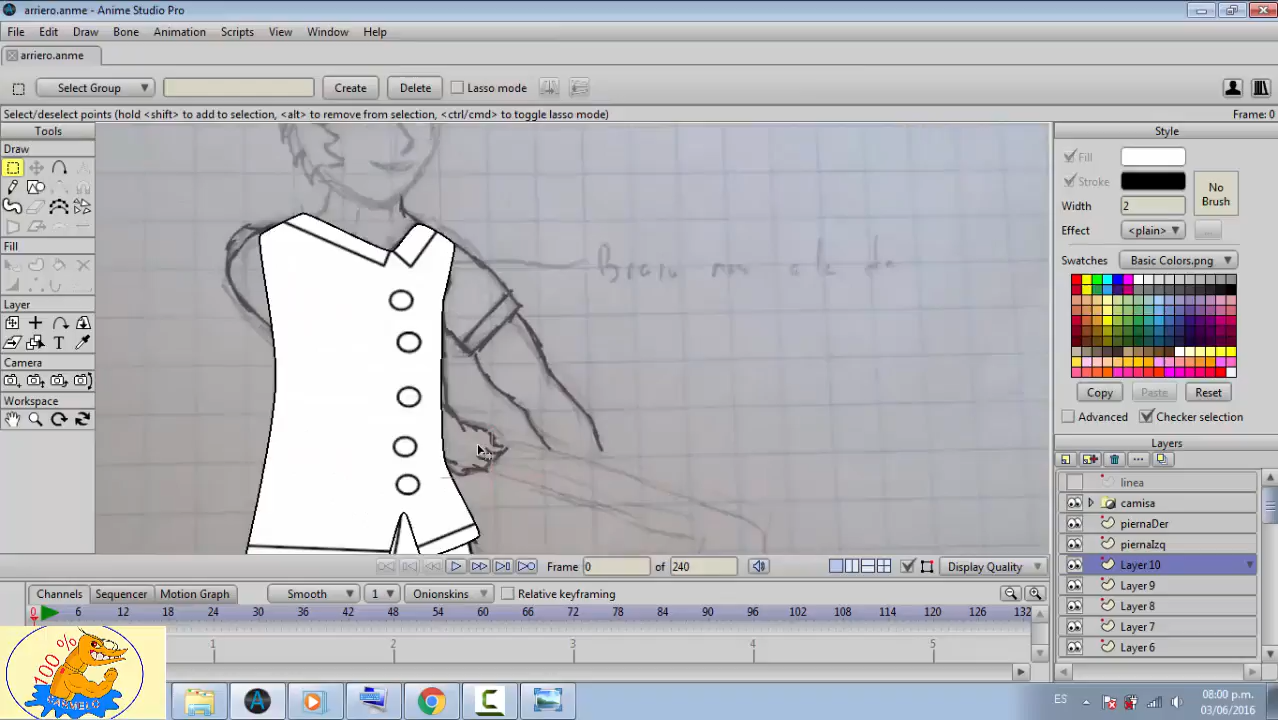 arriero.anme - Anime Studio Pro
File Edit Draw Bone Animation Scripts View Window Help
arriero.anme
Select Group Create Delete Lasso mode
Select/deselect points (hold <shift> to add to selection, <alt> to remove from selection, <ctrl/cmd> to toggle lasso mode) Frame: 0
Tools
Draw
Fill
Layer
Camera
Workspace
Style
Fill
Stroke
No
Brush
Width 2
Effect <plain> ...
Swatches Basic Colors.png
Copy Paste Reset
Advanced Checker selection
Layers
linea
camisa
piernaDer
piernaIzq
Layer 10
Layer 9
Layer 8
Layer 7
Layer 6
Frame 0 of 240 Display Quality
Channels Sequencer Motion Graph Smooth 1 Onionskins Relative keyframing
0 6 12 18 24 30 36 42 48 54 60 66 72 78 84 90 96 102 108 114 120 126 132
1 2 3 4 5
100 %
ES 08:00 p.m.
03/06/2016